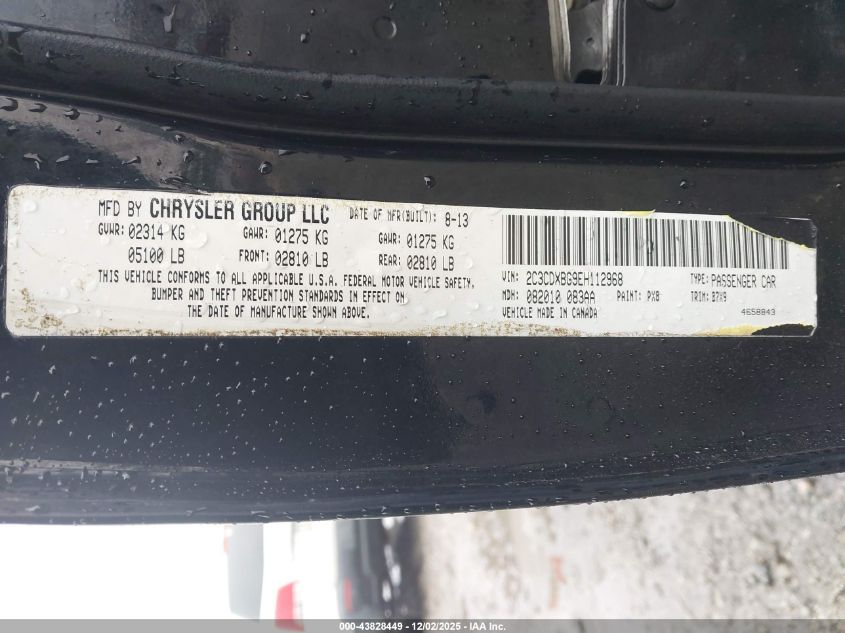 MFD BY CHRYSLER GROUP LLC DATE OF MFR(BUILT): 8-13
GVWR: 02314 KG GAWR: 01275 KG GAWR: 01275 KG
05100 LB FRONT: 02810 LB REAR: 02810 LB
THIS VEHICLE CONFORMS TO ALL APPLICABLE U.S.A. FEDERAL MOTOR VEHICLE SAFETY,
BUMPER AND THEFT PREVENTION STANDARDS IN EFFECT ON
THE DATE OF MANUFACTURE SHOWN ABOVE.
VIN: 2C3CDXBG9EH112968 TYPE: PASSENGER CAR
MDH: 082010 083AA PAINT: PX8 TRIM: B7X9
VEHICLE MADE IN CANADA 4658843
000-43828449 - 12/02/2025 - IAA Inc.